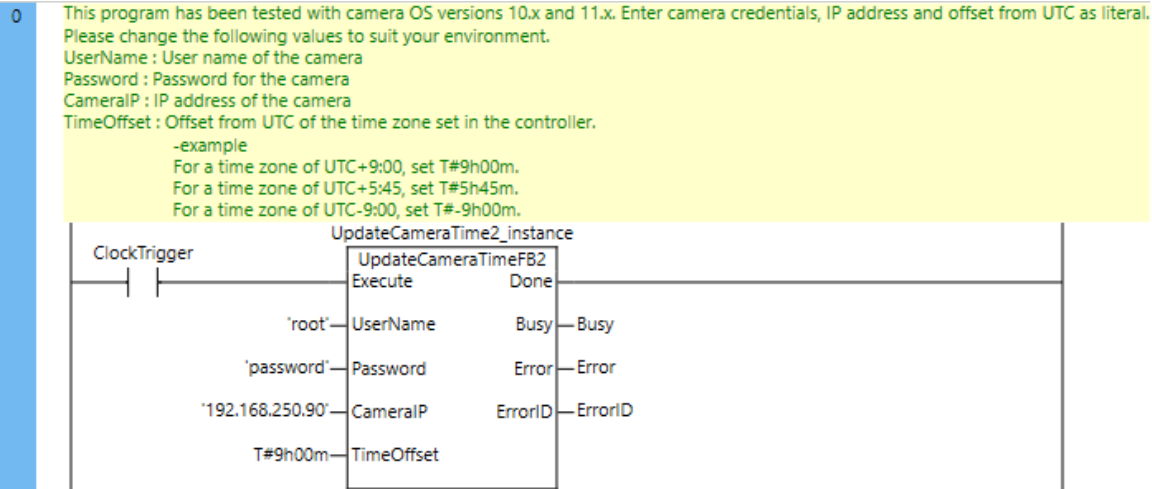 0
This program has been tested with camera OS versions 10.x and 11.x. Enter camera credentials, IP address and offset from UTC as literal.
Please change the following values to suit your environment.
UserName : User name of the camera
Password : Password for the camera
CameraIP : IP address of the camera
TimeOffset : Offset from UTC of the time zone set in the controller.
-example
For a time zone of UTC+9:00, set T#9h00m.
For a time zone of UTC+5:45, set T#5h45m.
For a time zone of UTC-9:00, set T#-9h00m.
UpdateCameraTime2_instance
ClockTrigger
UpdateCameraTimeFB2
Execute Done
'root' UserName Busy Busy
'password' Password Error Error
'192.168.250.90' CameraIP ErrorID ErrorID
T#9h00m TimeOffset